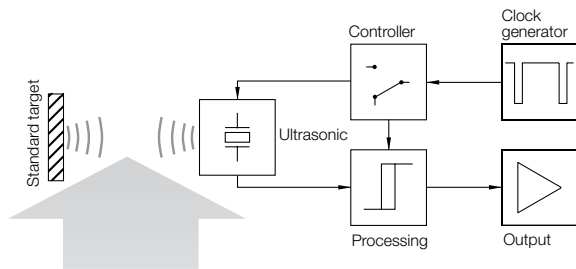 Clock
generator
Controller
Standard target
Ultrasonic
Processing
Output